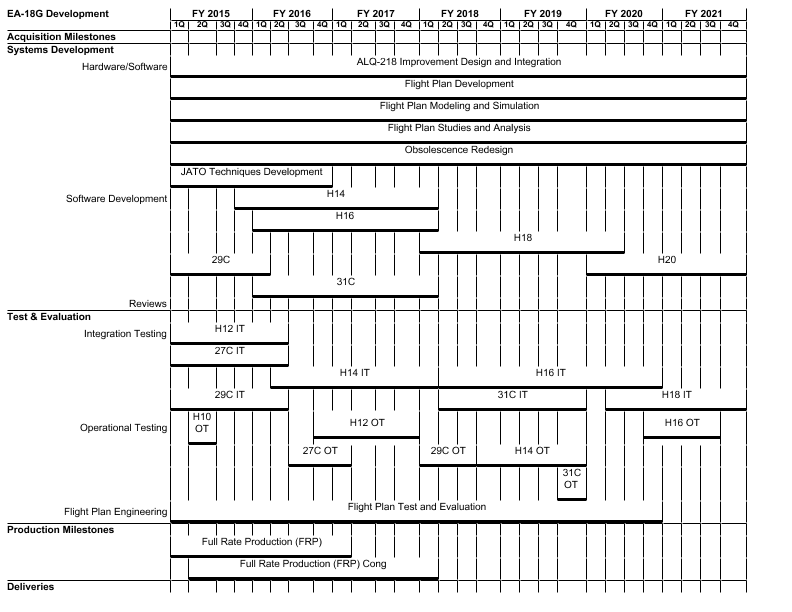 EA-18G Development FY 2015 FY 2016 FY 2017 FY 2018 FY 2019 FY 2020 FY 2021
1Q 2Q 3Q 4Q 1Q 2Q 3Q 4Q 1Q 2Q 3Q 4Q 1Q 2Q 3Q 4Q 1Q 2Q 3Q 4Q 1Q 2Q 3Q 4Q 1Q 2Q 3Q 4Q
Acquisition Milestones
Systems Development
Hardware/Software ALQ-218 Improvement Design and Integration
Flight Plan Development
Flight Plan Modeling and Simulation
Flight Plan Studies and Analysis
Obsolescence Redesign
JATO Techniques Development
Software Development H14
H16
H18
29C H20
31C
Reviews
Test & Evaluation
Integration Testing H12 IT
27C IT
H14 IT H16 IT
29C IT 31C IT H18 IT
Operational Testing H10 OT H12 OT H16 OT
27C OT 29C OT H14 OT
31C OT
Flight Plan Engineering Flight Plan Test and Evaluation
Production Milestones
Full Rate Production (FRP)
Full Rate Production (FRP) Cong
Deliveries